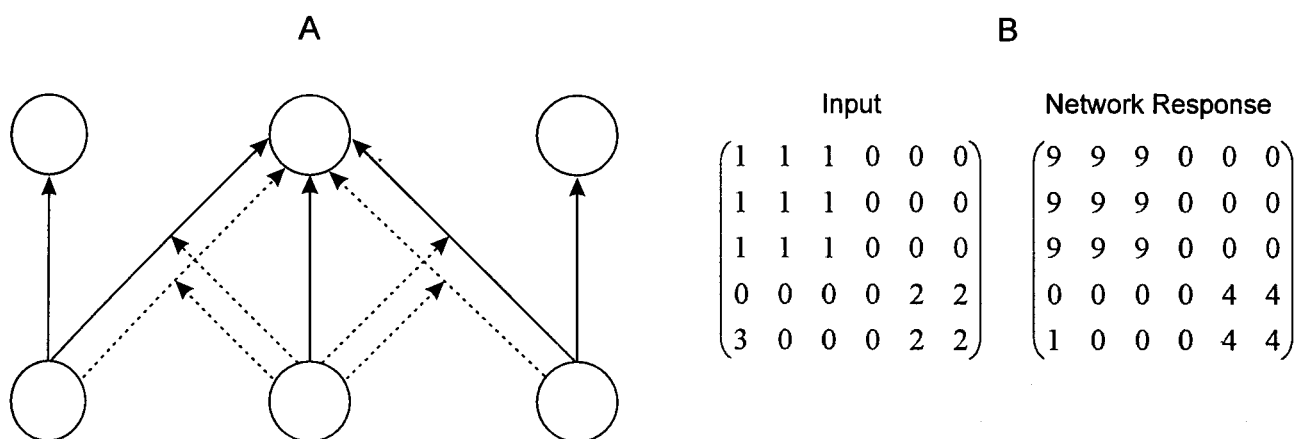 A
B
Input
Network Response
1 1 1 0 0 0
1 1 1 0 0 0
1 1 1 0 0 0
0 0 0 0 2 2
3 0 0 0 2 2
9 9 9 0 0 0
9 9 9 0 0 0
9 9 9 0 0 0
0 0 0 0 4 4
1 0 0 0 4 4